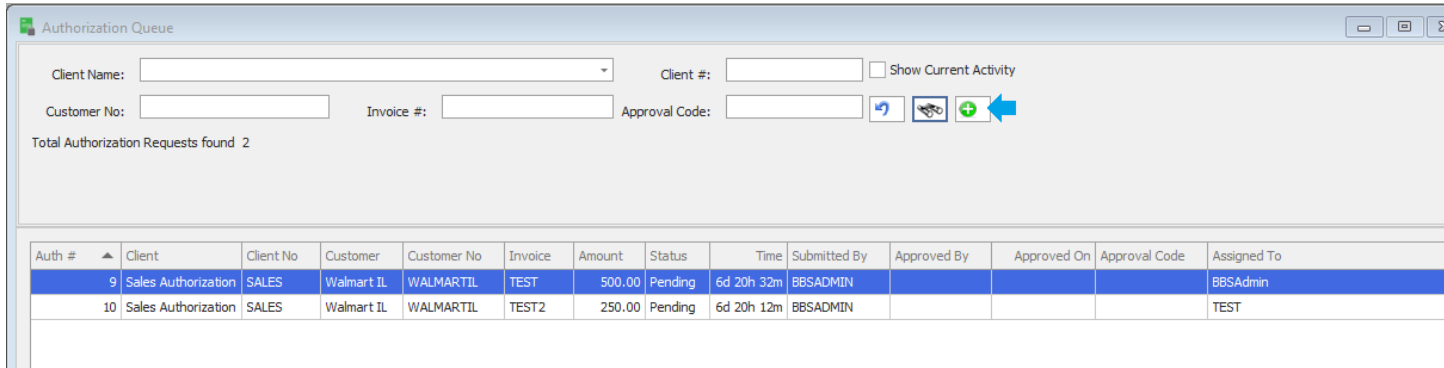 Authorization Queue
Client Name: Client #: Show Current Activity
Customer No: Invoice #: Approval Code:
Total Authorization Requests found 2
Auth # Client Client No Customer Customer No Invoice Amount Status Time Submitted By Approved By Approved On Approval Code Assigned To
9 Sales Authorization SALES Walmart IL WALMARTIL TEST 500.00 Pending 6d 20h 32m BBSADMIN BBSAdmin
10 Sales Authorization SALES Walmart IL WALMARTIL TEST2 250.00 Pending 6d 20h 12m BBSADMIN TEST